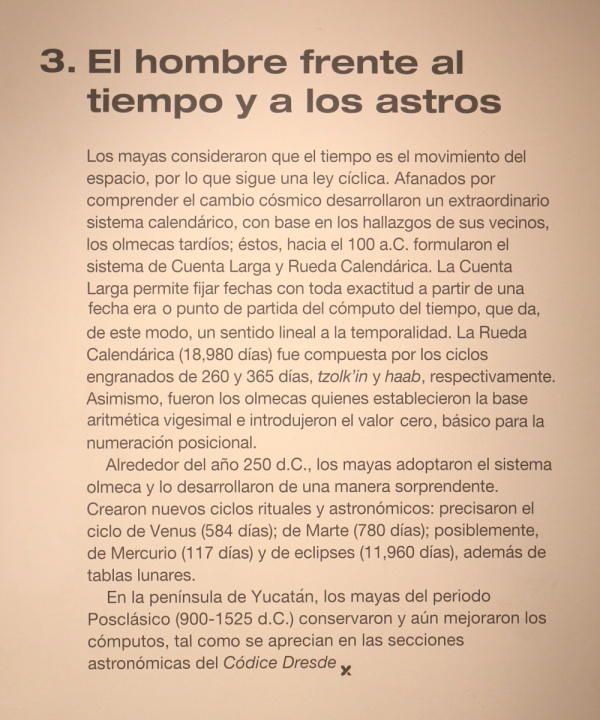 3. El hombre frente al
tiempo y a los astros
Los mayas consideraron que el tiempo es el movimiento del
espacio, por lo que sigue una ley cíclica. Afanados por
comprender el cambio cósmico desarrollaron un extraordinario
sistema calendárico, con base en los hallazgos de sus vecinos,
los olmecas tardíos; éstos, hacia el 100 a.C. formularon el
sistema de Cuenta Larga y Rueda Calendárica. La Cuenta
Larga permite fijar fechas con toda exactitud a partir de una
fecha era o punto de partida del cómputo del tiempo, que da,
de este modo, un sentido lineal a la temporalidad. La Rueda
Calendárica (18,980 días) fue compuesta por los ciclos
engranados de 260 y 365 días, tzolk'in y haab, respectivamente.
Asimismo, fueron los olmecas quienes establecieron la base
aritmética vigesimal e introdujeron el valor cero, básico para la
numeración posicional.
Alrededor del año 250 d.C., los mayas adoptaron el sistema
olmeca y lo desarrollaron de una manera sorprendente.
Crearon nuevos ciclos rituales y astronómicos: precisaron el
ciclo de Venus (584 días); de Marte (780 días); posiblemente,
de Mercurio (117 días) y de eclipses (11,960 días), además de
tablas lunares.
En la península de Yucatán, los mayas del periodo
Posclásico (900-1525 d.C.) conservaron y aún mejoraron los
cómputos, tal como se aprecian en las secciones
astronómicas del Códice Dresde